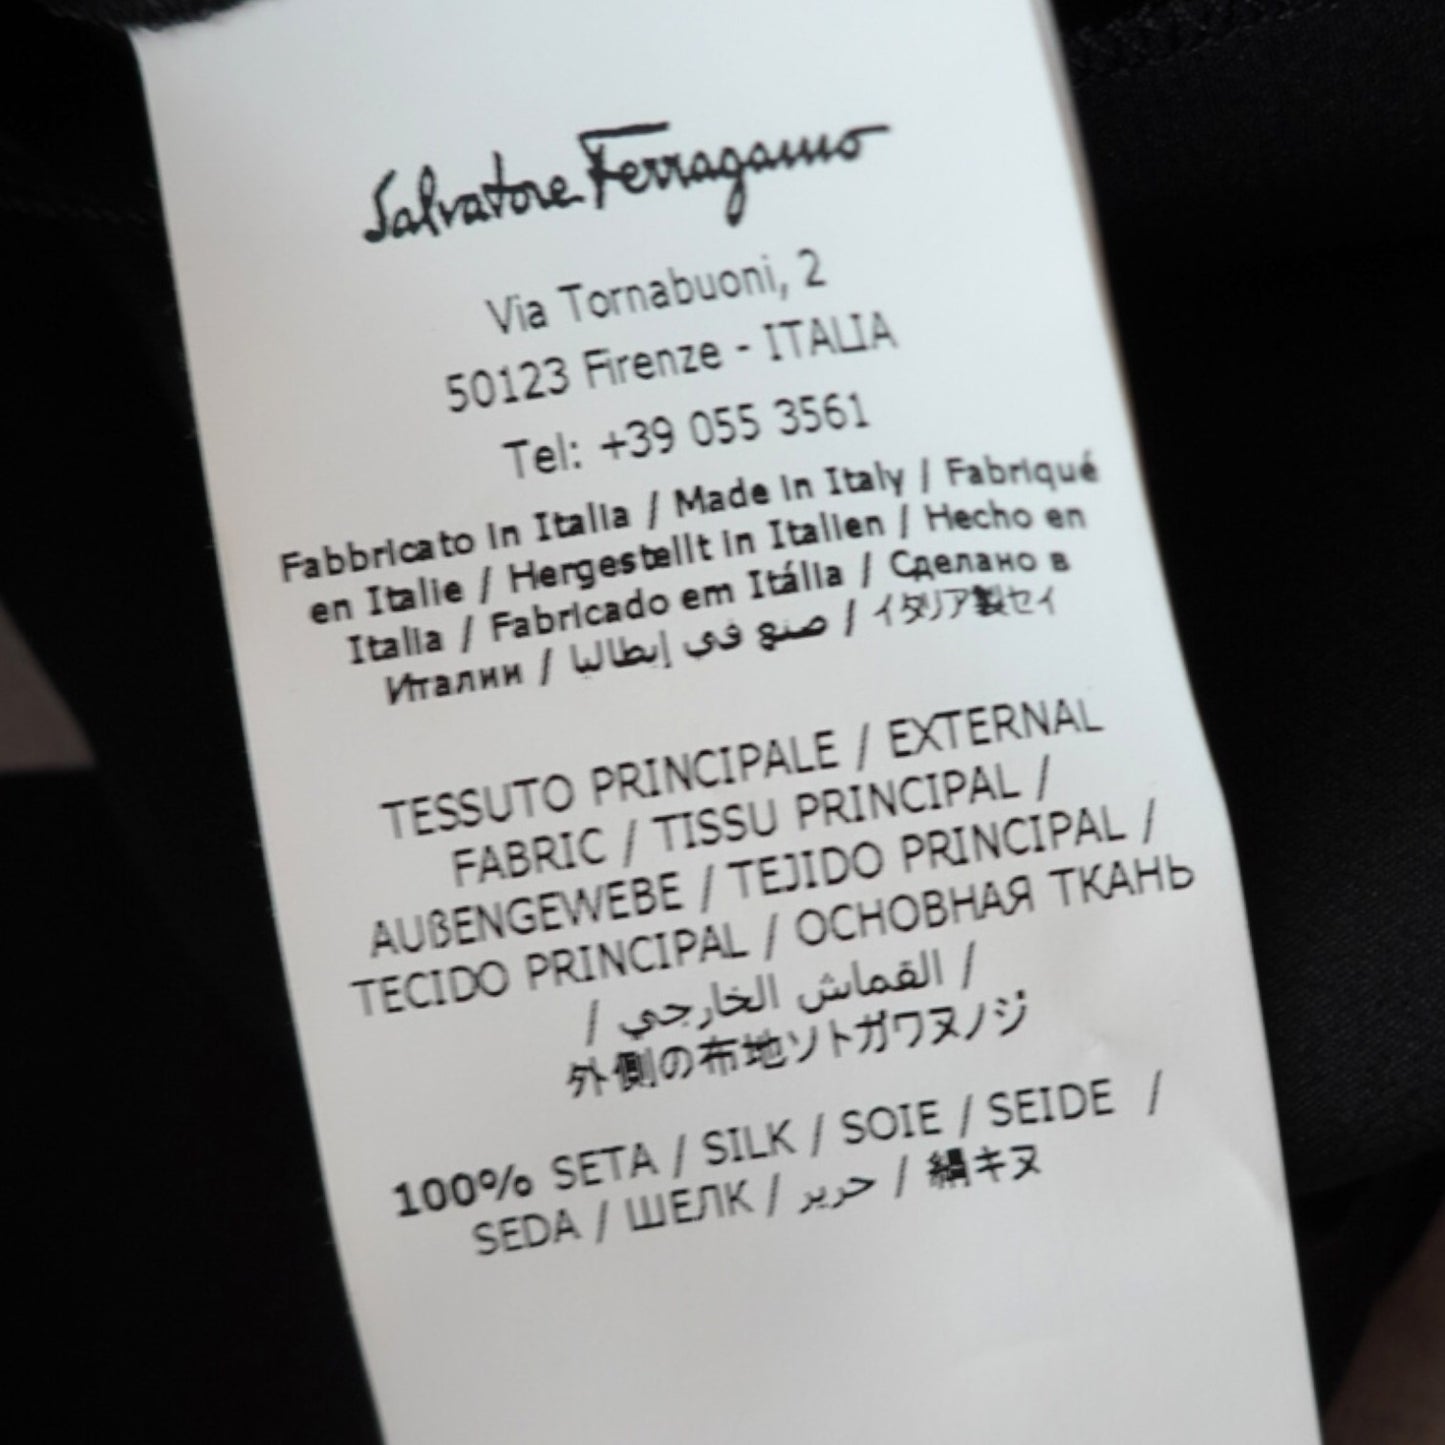 Salvatore Ferragamo
Via Tornabuoni, 2
50123 Firenze - ITALIA
Tel: +39 055 3561
Fabbricato in Italia / Made in Italy / Fabriqué
en Italie / Hergestellt in Italien / Hecho en
Italia / Fabricado em Itália / Сделано в
Италии / صنع في إيطاليا / イタリア製セイ
TESSUTO PRINCIPALE / EXTERNAL
FABRIC / TISSU PRINCIPAL /
AUßENGEWEBE / TEJIDO PRINCIPAL /
TECIDO PRINCIPAL / ОСНОВНАЯ ТКАНЬ
/ القماش الخارجي /
外側の布地ソトガワヌノジ
100% SETA / SILK / SOIE / SEIDE /
SEDA / ШЕЛК / حرير / 絹キヌ